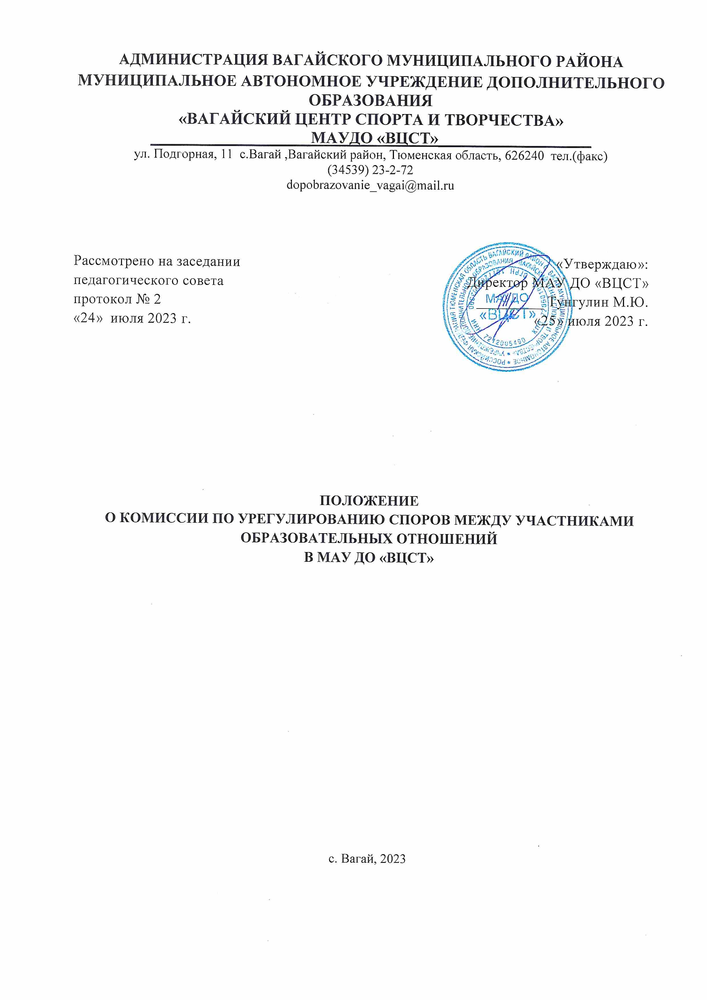 АДМИНИСТРАЦИЯ ВАГАЙСКОГО МУНИЦИПАЛЬНОГО РАЙОНА
МУНИЦИПАЛЬНОЕ АВТОНОМНОЕ УЧРЕЖДЕНИЕ ДОПОЛНИТЕЛЬНОГО
ОБРАЗОВАНИЯ
«ВАГАЙСКИЙ ЦЕНТР СПОРТА И ТВОРЧЕСТВА»
МАУДО «ВЦСТ»
ул. Подгорная, 11 с.Вагай ,Вагайский район, Тюменская область, 626240 тел.(факс)
(34539) 23-2-72
dopobrazovanie_vagai@mail.ru
Рассмотрено на заседании
педагогического совета
протокол № 2
«24» июля 2023 г.
«Утверждаю»:
Директор МАУ ДО «ВЦСТ»
Тунгулин М.Ю.
«25» июля 2023 г.
МАУ ДО
«ВЦСТ»
ИНН 7212005490
ПОЛОЖЕНИЕ
О КОМИССИИ ПО УРЕГУЛИРОВАНИЮ СПОРОВ МЕЖДУ УЧАСТНИКАМИ
ОБРАЗОВАТЕЛЬНЫХ ОТНОШЕНИЙ
В МАУ ДО «ВЦСТ»
с. Вагай, 2023